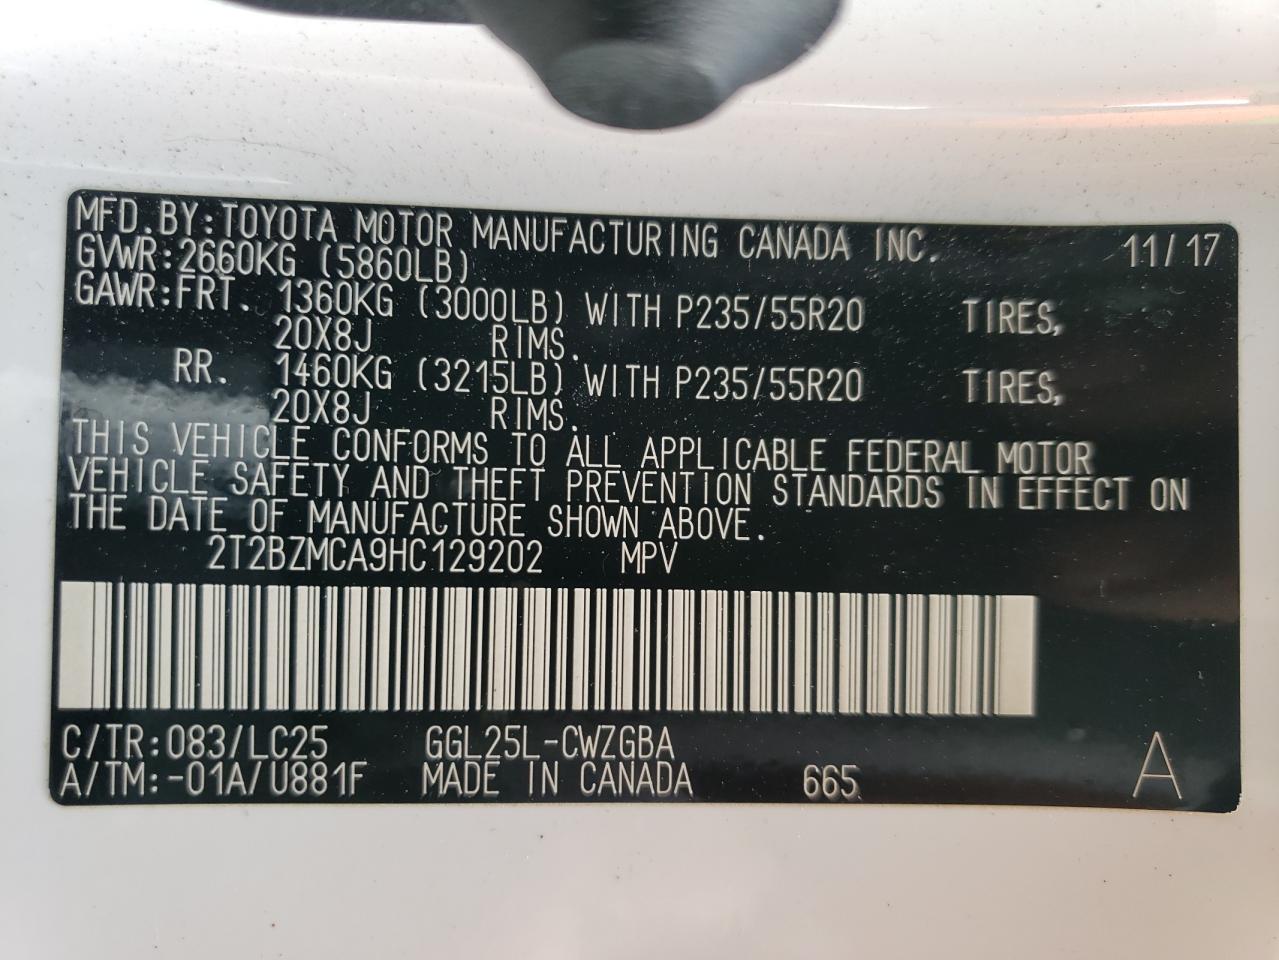 MFD.BY:TOYOTA MOTOR MANUFACTURING CANADA INC. 11/17
GVWR:2660KG (5860LB)
GAWR:FRT. 1360KG (3000LB) WITH P235/55R20 TIRES,
20X8J RIMS.
RR. 1460KG (3215LB) WITH P235/55R20 TIRES,
20X8J RIMS.
THIS VEHICLE CONFORMS TO ALL APPLICABLE FEDERAL MOTOR
VEHICLE SAFETY AND THEFT PREVENTION STANDARDS IN EFFECT ON
THE DATE OF MANUFACTURE SHOWN ABOVE.
2T2BZMCA9HC129202 MPV
C/TR:083/LC25 GGL25L-CWZGBA
A/TM:-01A/U881F MADE IN CANADA 665 A